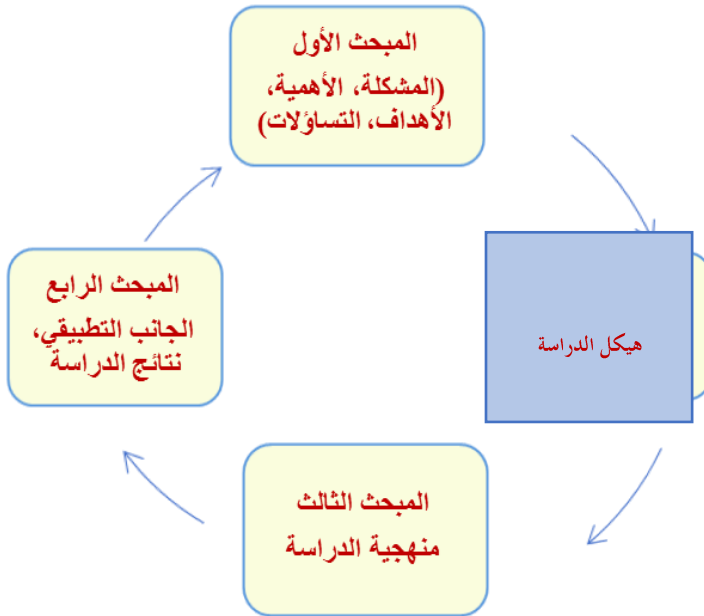 المبحث الأول
(المشكلة، الأهمية،
الأهداف، التساؤلات)
هيكل الدراسة
المبحث الثالث
منهجية الدراسة
المبحث الرابع
الجانب التطبيقي،
نتائج الدراسة